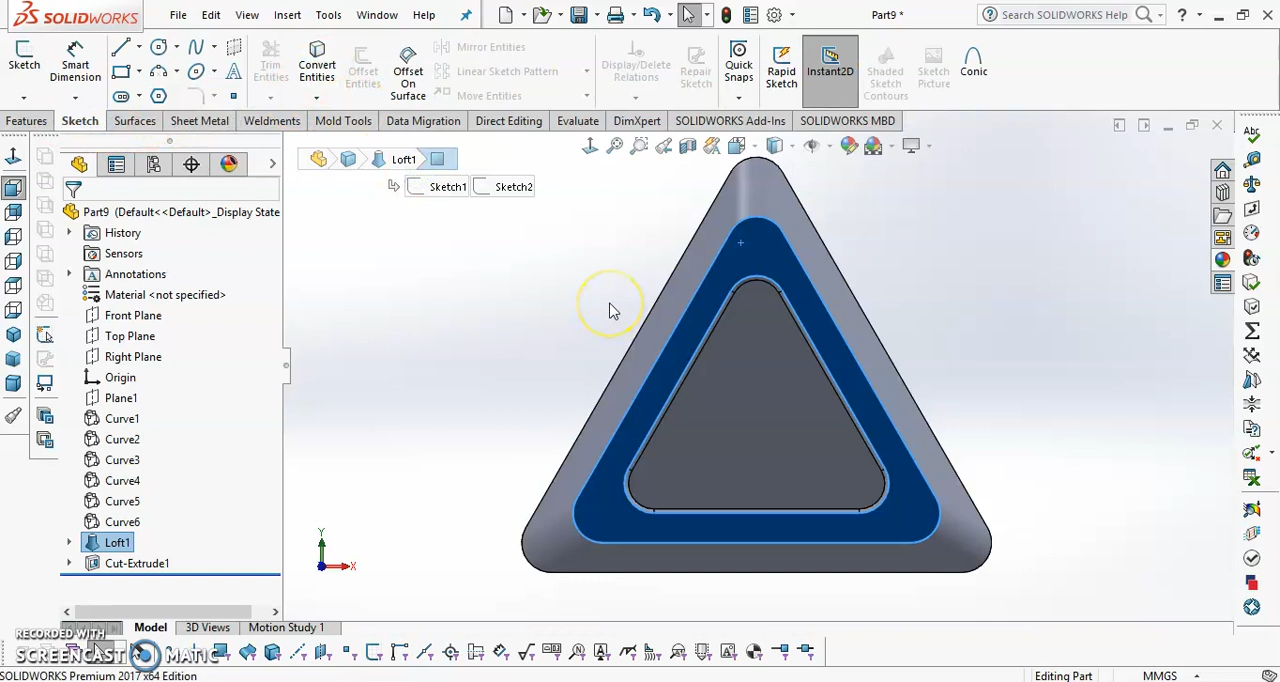 SOLIDWORKS
File Edit View Insert Tools Window Help
Part9 *
Search SOLIDWORKS Help
Sketch
Smart Dimension
Trim Entities
Convert Entities
Offset Entities
Offset On Surface
Mirror Entities
Linear Sketch Pattern
Move Entities
Display/Delete Relations
Repair Sketch
Quick Snaps
Rapid Sketch
Instant2D
Shaded Sketch Contours
Sketch Picture
Conic
Features Sketch Surfaces Sheet Metal Weldments Mold Tools Data Migration Direct Editing Evaluate DimXpert SOLIDWORKS Add-Ins SOLIDWORKS MBD
Loft1
Sketch1 Sketch2
Part9 (Default<<Default>_Display State
History
Sensors
Annotations
Material <not specified>
Front Plane
Top Plane
Right Plane
Origin
Plane1
Curve1
Curve2
Curve3
Curve4
Curve5
Curve6
Loft1
Cut-Extrude1
Y
X
Model 3D Views Motion Study 1
RECORDED WITH
SCREENCAST MATIC
SOLIDWORKS Premium 2017 x64 Edition
Editing Part
MMGS